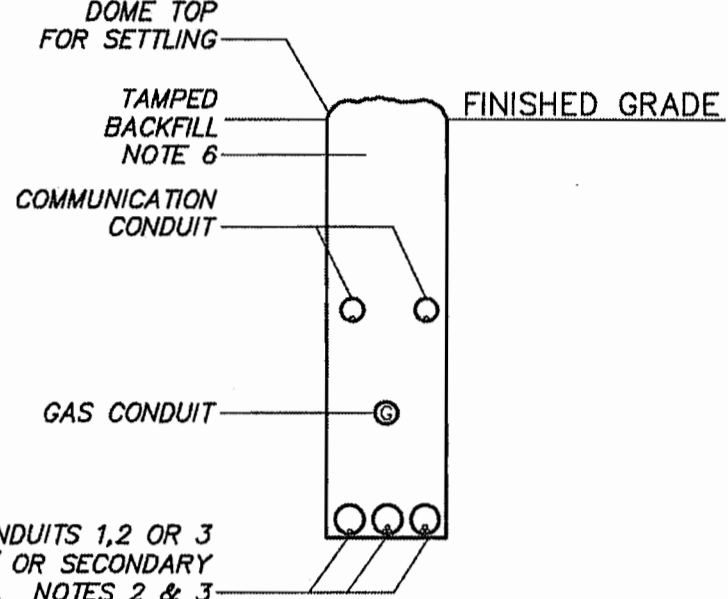 DOME TOP
FOR SETTLING
TAMPED
BACKFILL
NOTE 6
FINISHED GRADE
COMMUNICATION
CONDUIT
GAS CONDUIT
G
1,2 OR 3
OR SECONDARY
NOTES 2 & 3